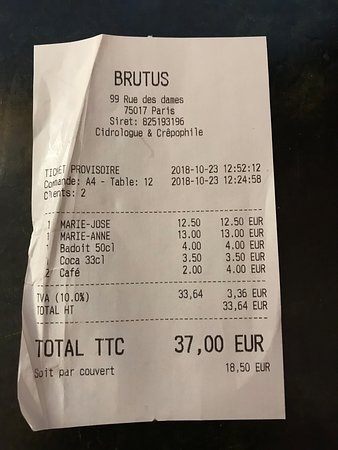 BRUTUS
99 Rue des dames
75017 Paris
Siret: 825193196
Cidrologue & Crêpophile
TICKET PROVISOIRE 2018-10-23 12:52:12
Comande: A4 - Table: 12 2018-10-23 12:24:58
Clients: 2
1 MARIE-JOSE 12.50 12.50 EUR
1 MARIE-ANNE 13.00 13.00 EUR
1 Badoit 50cl 4.00 4.00 EUR
1 Coca 33cl 3.50 3.50 EUR
2 Café 2.00 4.00 EUR
TVA (10.0%) 33,64 3,36 EUR
TOTAL HT 33,64 EUR
TOTAL TTC 37,00 EUR
Soit par couvert 18,50 EUR